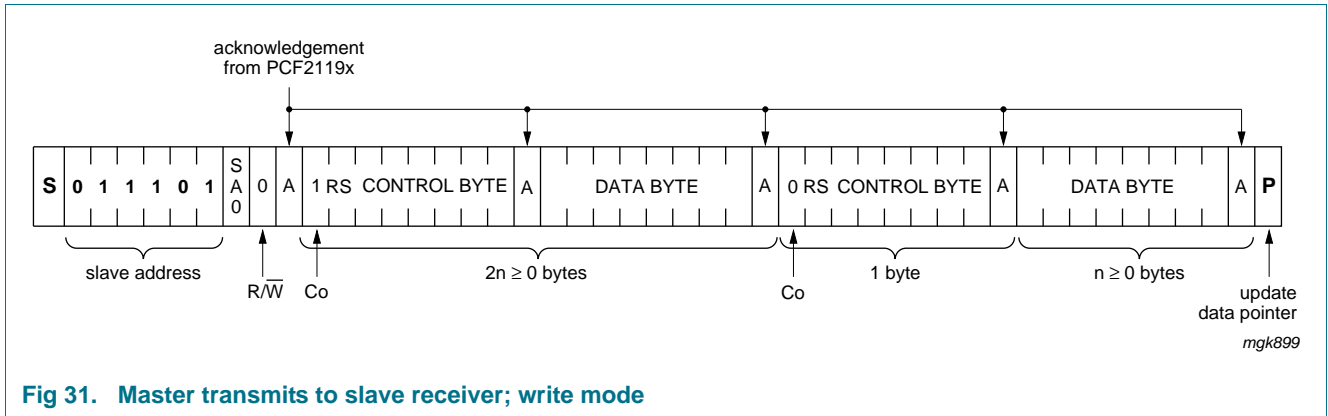 acknowledgement
from PCF2119x
S 0 1 1 1 0 1 SA0 0 A 1 RS CONTROL BYTE A DATA BYTE A 0 RS CONTROL BYTE A DATA BYTE A P
slave address
R/W̅ Co
2n ≥ 0 bytes
Co
1 byte
n ≥ 0 bytes
update
data pointer
mgk899
Fig 31. Master transmits to slave receiver; write mode